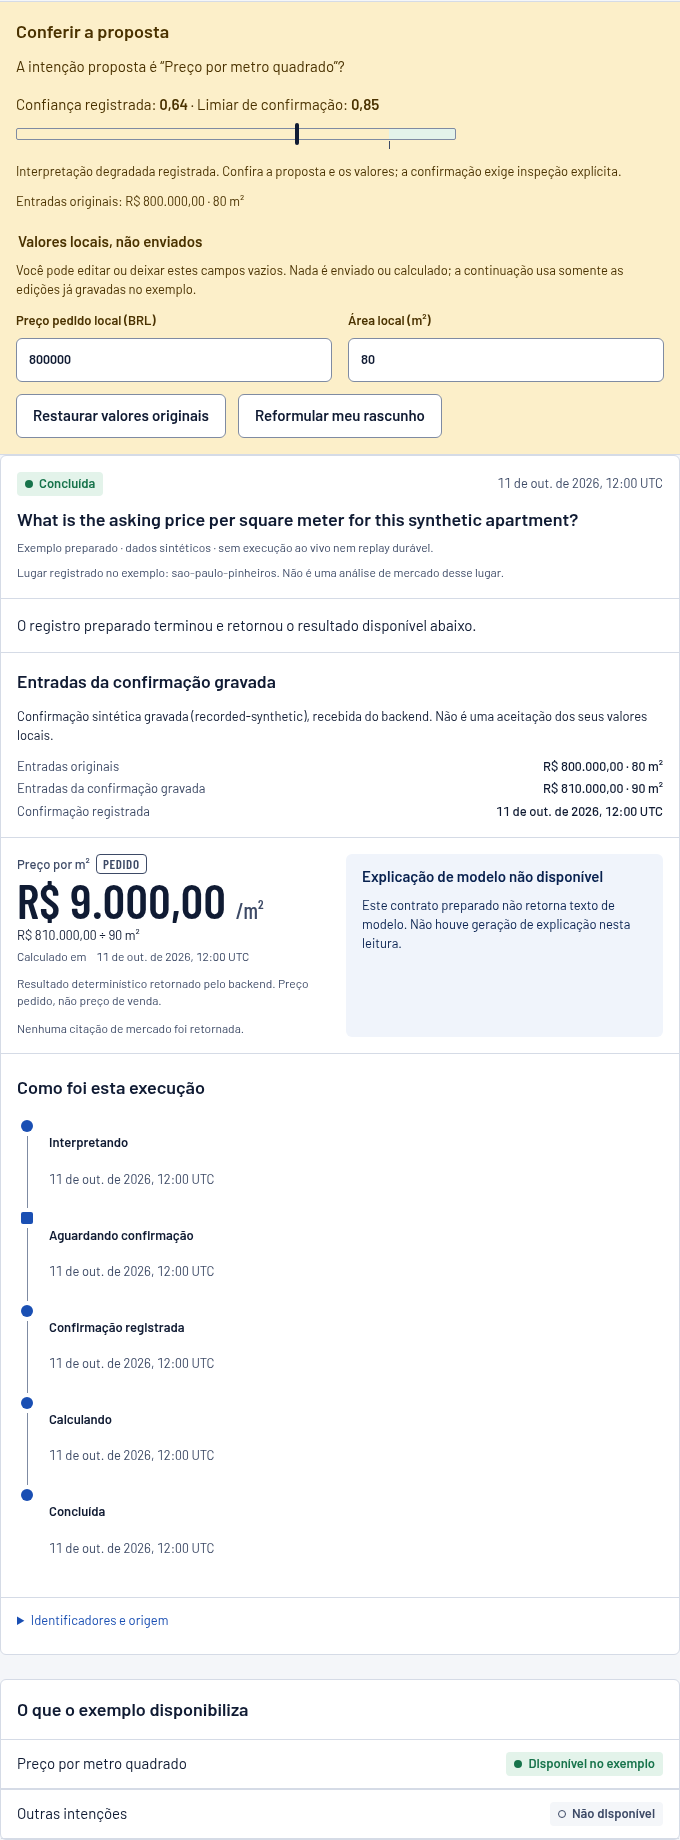 Conferir a proposta
A intenção proposta é “Preço por metro quadrado”?
Confiança registrada: 0,64 · Limiar de confirmação: 0,85
Interpretação degradada registrada. Confira a proposta e os valores; a confirmação exige inspeção explícita.
Entradas originais: R$ 800.000,00 · 80 m²
Valores locais, não enviados
Você pode editar ou deixar estes campos vazios. Nada é enviado ou calculado; a continuação usa somente as
edições já gravadas no exemplo.
Preço pedido local (BRL)
Área local (m²)
800000
80
Restaurar valores originais
Reformular meu rascunho
Concluída
11 de out. de 2026, 12:00 UTC
What is the asking price per square meter for this synthetic apartment?
Exemplo preparado · dados sintéticos · sem execução ao vivo nem replay durável.
Lugar registrado no exemplo: sao-paulo-pinheiros. Não é uma análise de mercado desse lugar.
O registro preparado terminou e retornou o resultado disponível abaixo.
Entradas da confirmação gravada
Confirmação sintética gravada (recorded-synthetic), recebida do backend. Não é uma aceitação dos seus valores
locais.
Entradas originais R$ 800.000,00 · 80 m²
Entradas da confirmação gravada R$ 810.000,00 · 90 m²
Confirmação registrada 11 de out. de 2026, 12:00 UTC
Preço por m² PEDIDO
R$ 9.000,00 /m²
R$ 810.000,00 ÷ 90 m²
Calculado em 11 de out. de 2026, 12:00 UTC
Resultado determinístico retornado pelo backend. Preço
pedido, não preço de venda.
Nenhuma citação de mercado foi retornada.
Explicação de modelo não disponível
Este contrato preparado não retorna texto de
modelo. Não houve geração de explicação nesta
leitura.
Como foi esta execução
Interpretando
11 de out. de 2026, 12:00 UTC
Aguardando confirmação
11 de out. de 2026, 12:00 UTC
Confirmação registrada
11 de out. de 2026, 12:00 UTC
Calculando
11 de out. de 2026, 12:00 UTC
Concluída
11 de out. de 2026, 12:00 UTC
Identificadores e origem
O que o exemplo disponibiliza
Preço por metro quadrado Disponível no exemplo
Outras intenções Não disponível